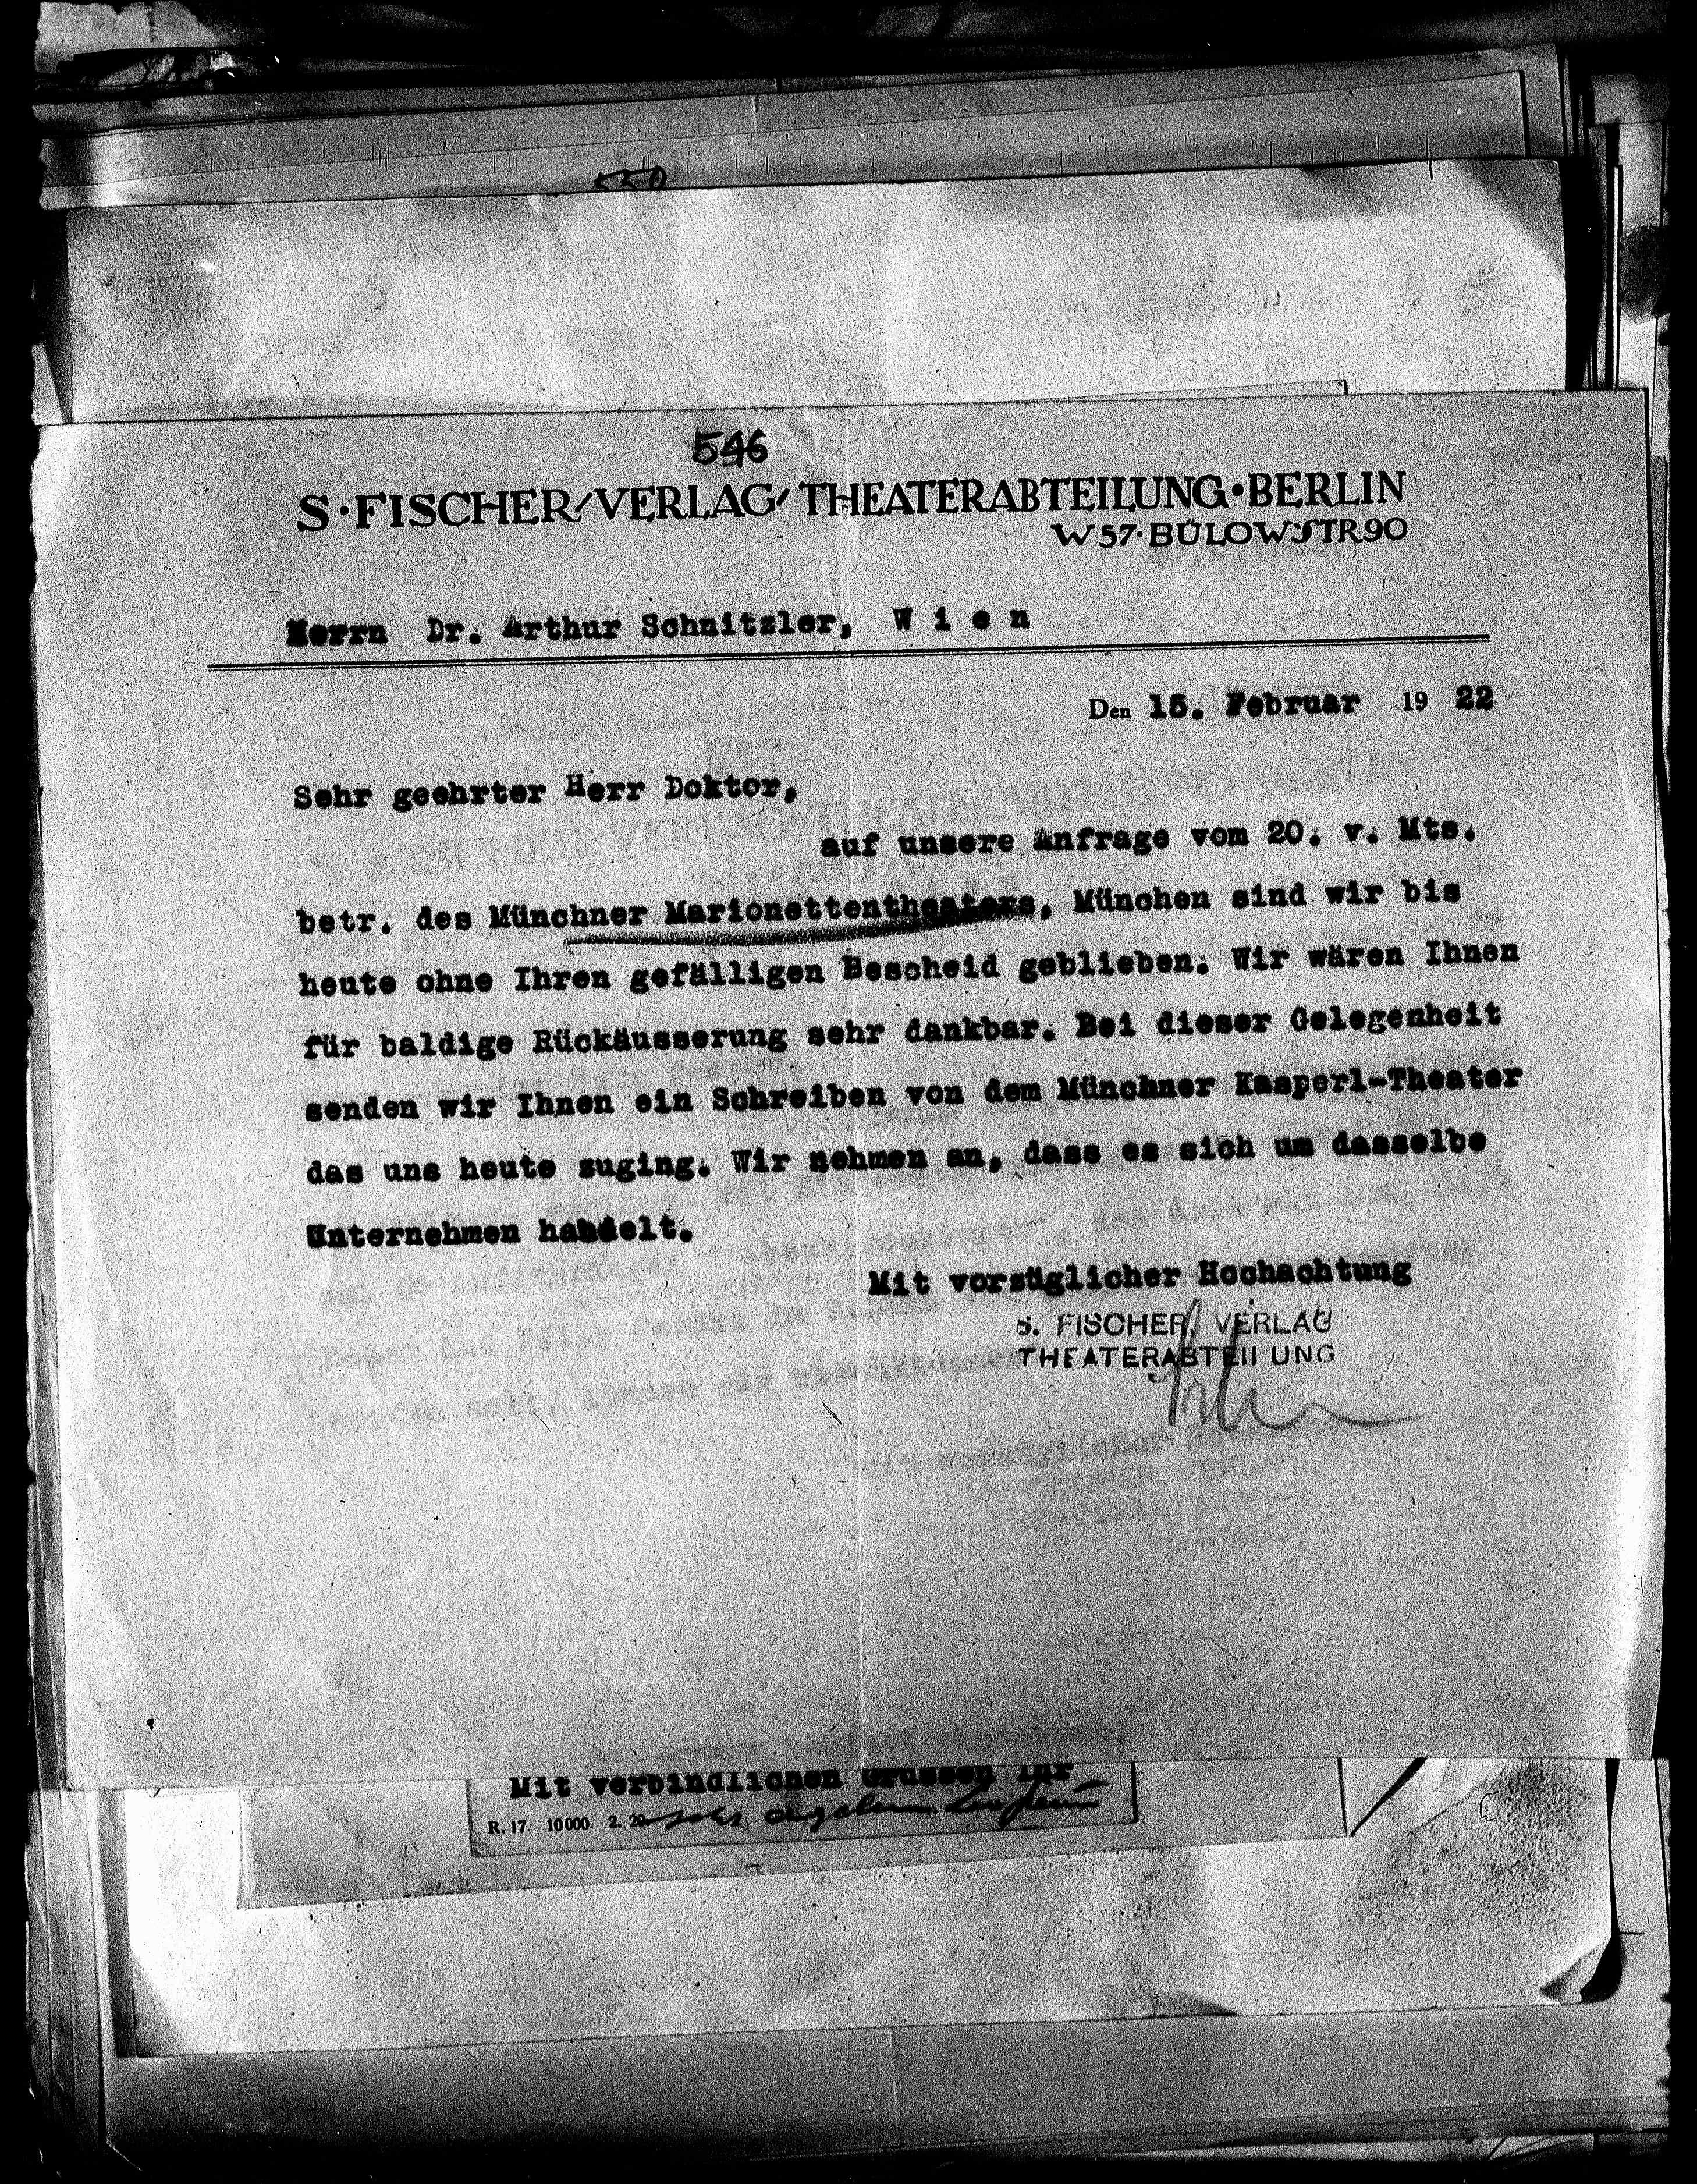 550
546
S·FISCHER/VERLAG/THEATERABTEILUNG·BERLIN
W57·BÜLOWSTR90
Herrn Dr. Arthur Schnitzler, W i e n
Den 15. Februar 19 22
Sehr geehrter Herr Doktor,
auf unsere Anfrage vom 20. v. Mts.
betr. des Münchner Marionettentheaters, München sind wir bis
heute ohne Ihren gefälligen Bescheid geblieben. Wir wären Ihnen
für baldige Rückäusserung sehr dankbar. Bei dieser Gelegenheit
senden wir Ihnen ein Schreiben von dem Münchner Kasperl-Theater
das uns heute zuging. Wir nehmen an, dass es sich um dasselbe
Unternehmen handelt.
Mit vorzüglicher Hochachtung
S. FISCHER, VERLAG
THEATERABTEILUNG
Mit verbindlichen Grüssen Ihr
R. 17. 10000. 2. 20